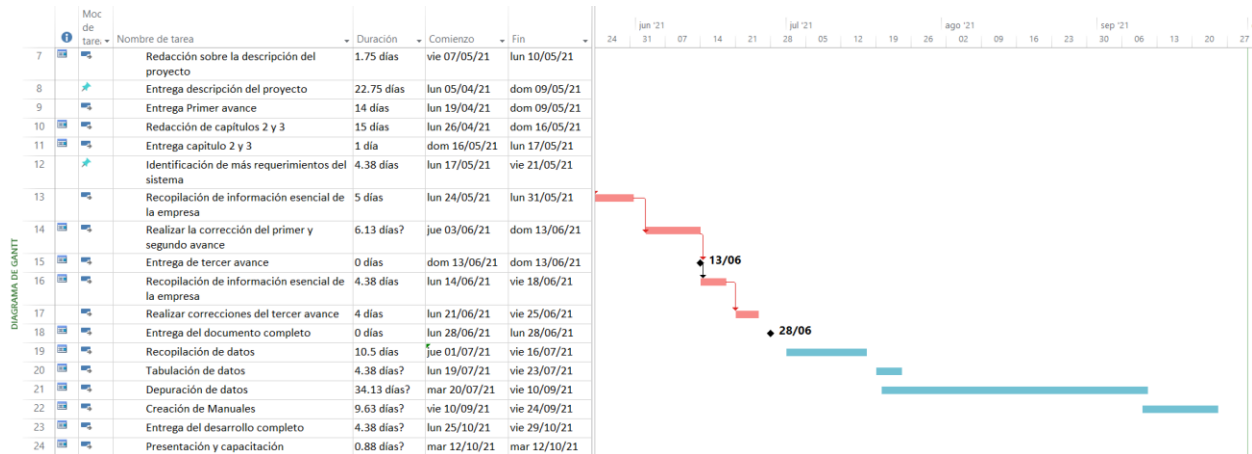 Moc
de
tarea Nombre de tarea Duración Comienzo Fin
jun '21 jul '21 ago '21 sep '21
24 31 07 14 21 28 05 12 19 26 02 09 16 23 30 06 13 20 27
7 Redacción sobre la descripción del 1.75 días vie 07/05/21 lun 10/05/21
proyecto
8 Entrega descripción del proyecto 22.75 días lun 05/04/21 dom 09/05/21
9 Entrega Primer avance 14 días lun 19/04/21 dom 09/05/21
10 Redacción de capítulos 2 y 3 15 días lun 26/04/21 dom 16/05/21
11 Entrega capitulo 2 y 3 1 día dom 16/05/21 lun 17/05/21
12 Identificación de más requerimientos del 4.38 días lun 17/05/21 vie 21/05/21
sistema
13 Recopilación de información esencial de 5 días lun 24/05/21 lun 31/05/21
la empresa
14 Realizar la corrección del primer y 6.13 días? jue 03/06/21 dom 13/06/21
segundo avance
15 Entrega de tercer avance 0 días dom 13/06/21 dom 13/06/21 13/06
16 Recopilación de información esencial de 4.38 días lun 14/06/21 vie 18/06/21
la empresa
17 Realizar correcciones del tercer avance 4 días lun 21/06/21 vie 25/06/21
18 Entrega del documento completo 0 días lun 28/06/21 lun 28/06/21 28/06
19 Recopilación de datos 10.5 días jue 01/07/21 vie 16/07/21
20 Tabulación de datos 4.38 días? lun 19/07/21 vie 23/07/21
21 Depuración de datos 34.13 días? mar 20/07/21 vie 10/09/21
22 Creación de Manuales 9.63 días? vie 10/09/21 vie 24/09/21
23 Entrega del desarrollo completo 4.38 días? lun 25/10/21 vie 29/10/21
24 Presentación y capacitación 0.88 días? mar 12/10/21 mar 12/10/21
DIAGRAMA DE GANTT